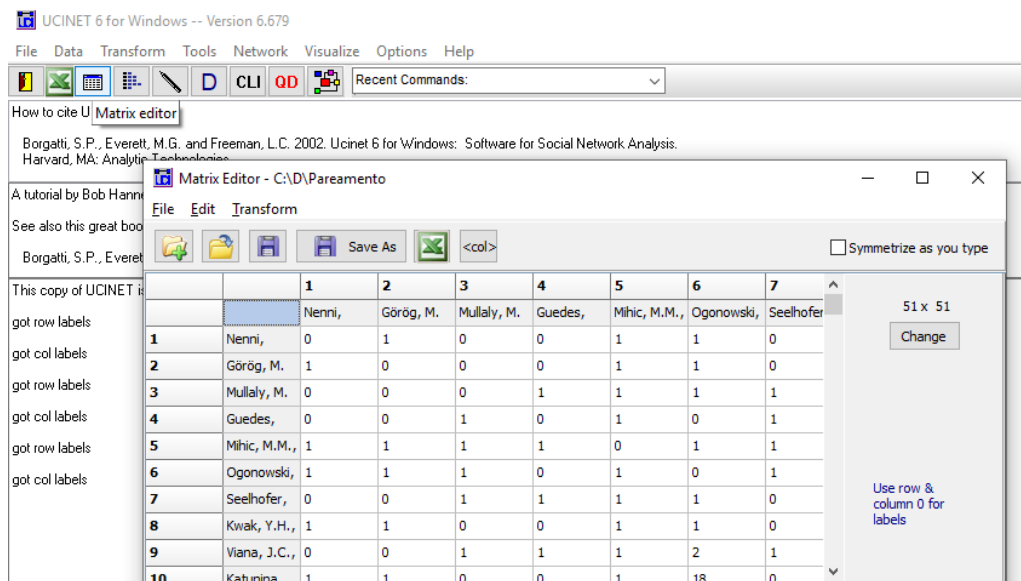 UCINET 6 for Windows -- Version 6.679
File Data Transform Tools Network Visualize Options Help
D CLI QD Recent Commands:
How to cite U
Matrix editor
Borgatti, S.P., Everett, M.G. and Freeman, L.C. 2002. Ucinet 6 for Windows: Software for Social Network Analysis.
Harvard, MA: Analytic Technologies
Matrix Editor - C:\D\Pareamento
A tutorial by Bob Hanne
File Edit Transform
See also this great boo
Save As <col> Symmetrize as you type
Borgatti, S.P., Everet
This copy of UCINET is
1 2 3 4 5 6 7
Nenni, Görög, M. Mullaly, M. Guedes, Mihic, M.M., Ogonowski, Seelhofer
51 x 51
Change
got row labels
got col labels
got row labels
got col labels
got row labels
got col labels
1 Nenni, 0 1 0 0 1 1 0
2 Görög, M. 1 0 0 0 1 1 0
3 Mullaly, M. 0 0 0 1 1 1 1
4 Guedes, 0 0 1 0 1 0 1
5 Mihic, M.M., 1 1 1 1 0 1 1
6 Ogonowski, 1 1 1 0 1 0 1
7 Seelhofer, 0 0 1 1 1 1 0
8 Kwak, Y.H., 1 1 0 0 1 1 0
9 Viana, J.C., 0 0 1 1 1 2 1
10 Katunina 1 1 0 0 1 18 0
Use row &
column 0 for
labels